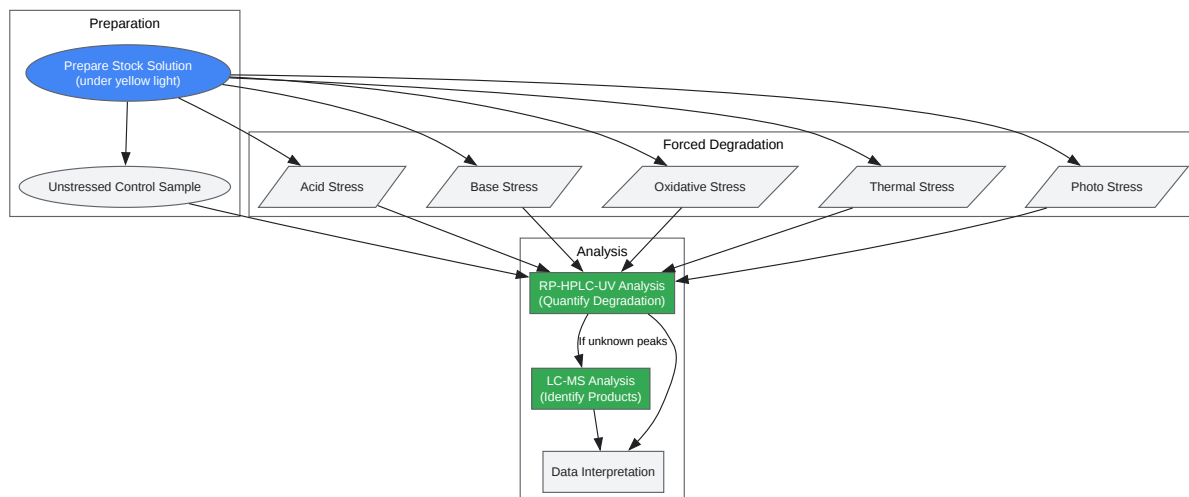 Preparation
Prepare Stock Solution
(under yellow light)
Forced Degradation
Unstressed Control Sample
Acid Stress
Base Stress
Oxidative Stress
Thermal Stress
Photo Stress
Analysis
RP-HPLC-UV Analysis
(Quantify Degradation)
If unknown peaks
LC-MS Analysis
(Identify Products)
Data Interpretation